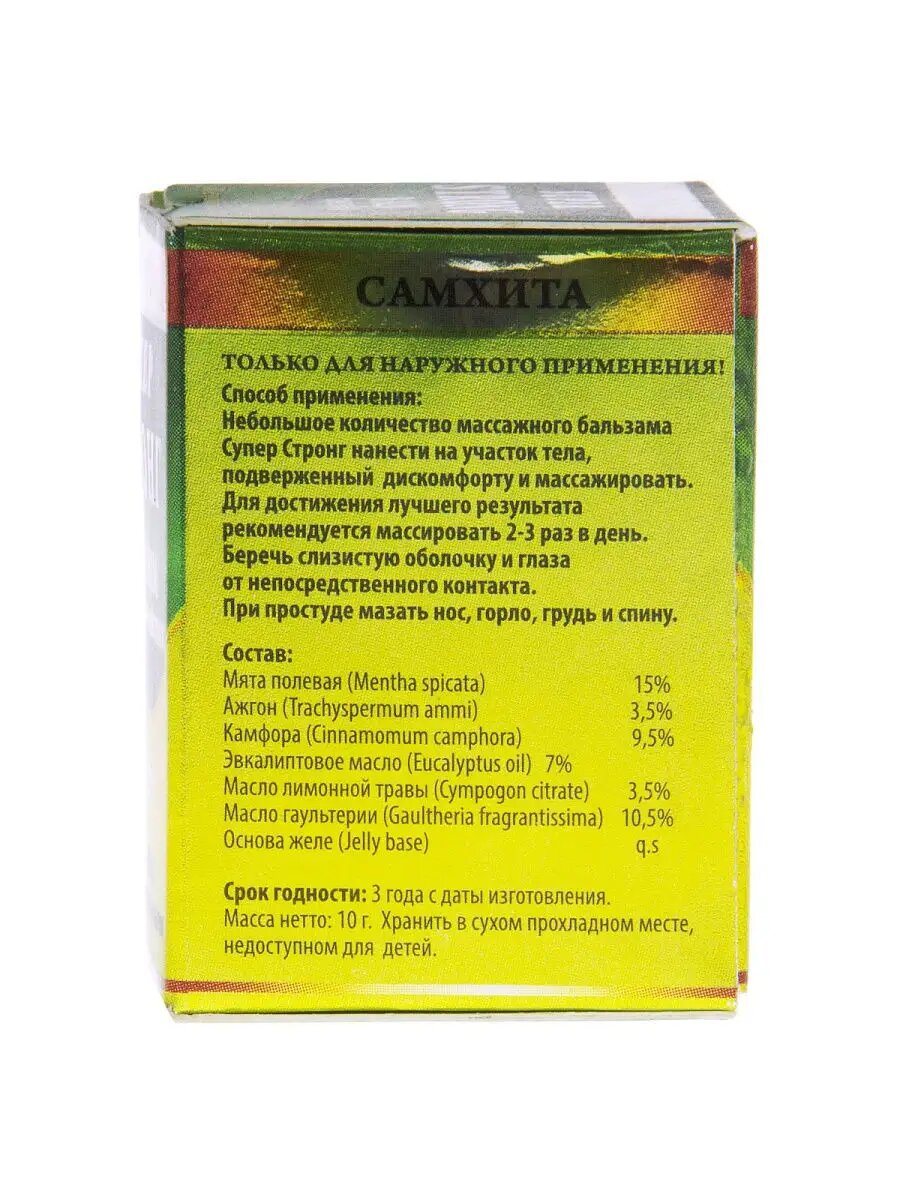 САМХИТА
ТОЛЬКО ДЛЯ НАРУЖНОГО ПРИМЕНЕНИЯ!
Способ применения:
Небольшое количество массажного бальзама
Супер Стронг нанести на участок тела,
подверженный дискомфорту и массажировать.
Для достижения лучшего результата
рекомендуется массировать 2-3 раз в день.
Беречь слизистую оболочку и глаза
от непосредственного контакта.
При простуде мазать нос, горло, грудь и спину.
Состав:
Мята полевая (Mentha spicata) 15%
Ажгон (Trachyspermum ammi) 3,5%
Камфора (Cinnamomum camphora) 9,5%
Эвкалиптовое масло (Eucalyptus oil) 7%
Масло лимонной травы (Cympogon citrate) 3,5%
Масло гаультерии (Gaultheria fragrantissima) 10,5%
Основа желе (Jelly base) q.s
Срок годности: 3 года с даты изготовления.
Масса нетто: 10 г. Хранить в сухом прохладном месте,
недоступном для детей.